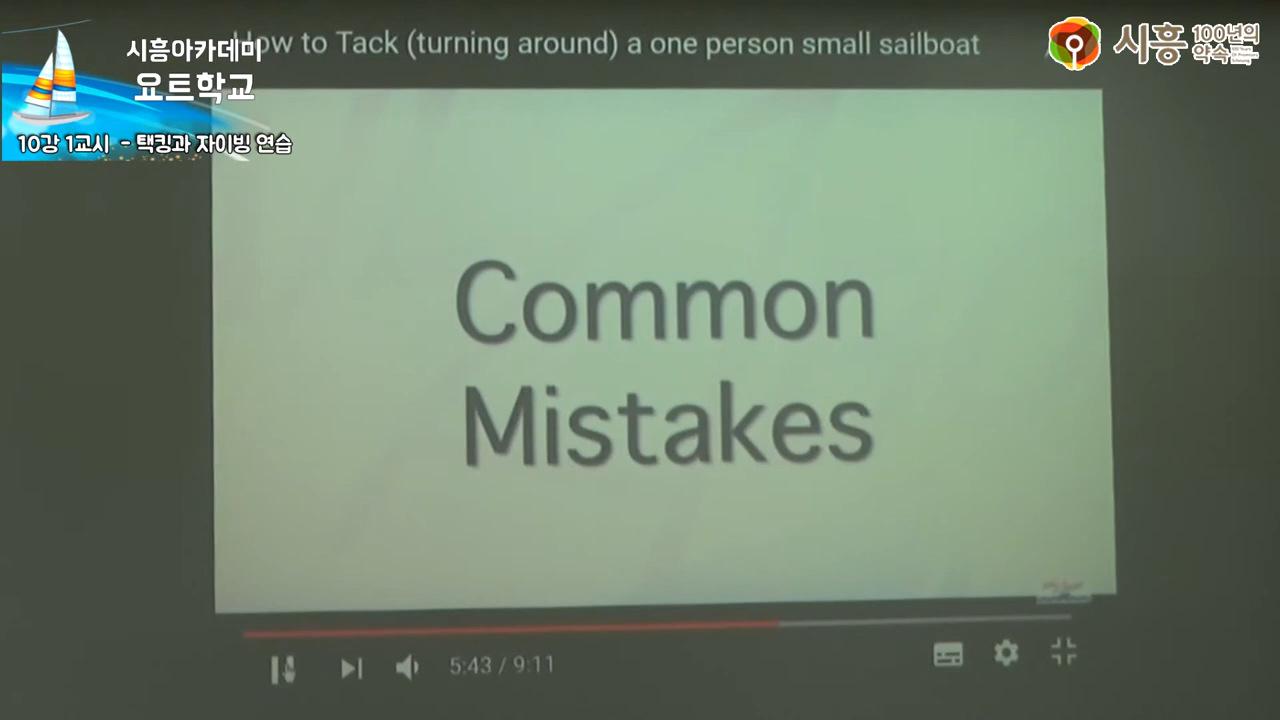 시흥아카데미
요트학교
10강 1교시 - 택킹과 자이빙 연습
How to Tack (turning around) a one person small sailboat
시흥 100년의
약속
Common
Mistakes
5:43 / 9:11